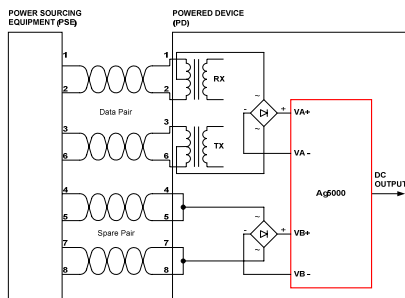 POWER SOURCING
EQUIPMENT (PSE)
POWERED DEVICE
(PD)
1
1
RX
2
2
Data Pair
3
3
TX
6
6
4
4
5
5
Spare Pair
7
7
8
8
~
-
+
~
~
-
+
~
VA+
VA -
Ag5000
VB+
VB -
DC
OUTPUT